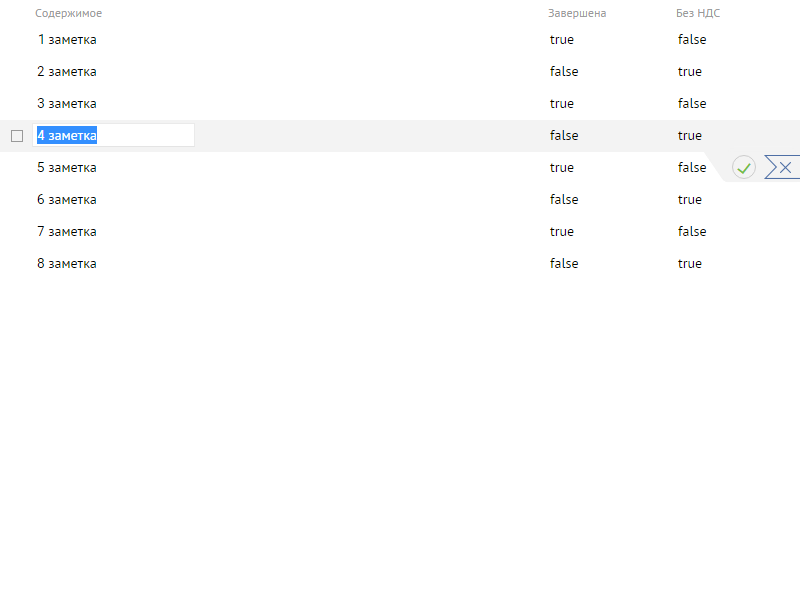 Содержимое Завершена Без НДС
1 заметка true false
2 заметка false true
3 заметка true false
4 заметка false true
5 заметка true false
6 заметка false true
7 заметка true false
8 заметка false true